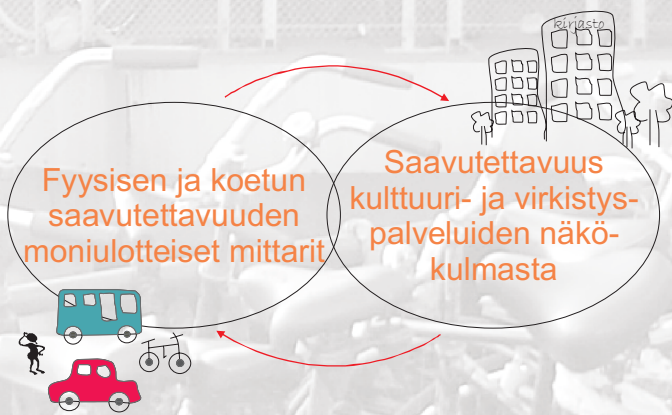 kirjasto
Fyysisen ja koetun
saavutettavuuden
moniulotteiset mittarit
Saavutettavuus
kulttuuri- ja virkistys-
palveluiden näkö-
kulmasta